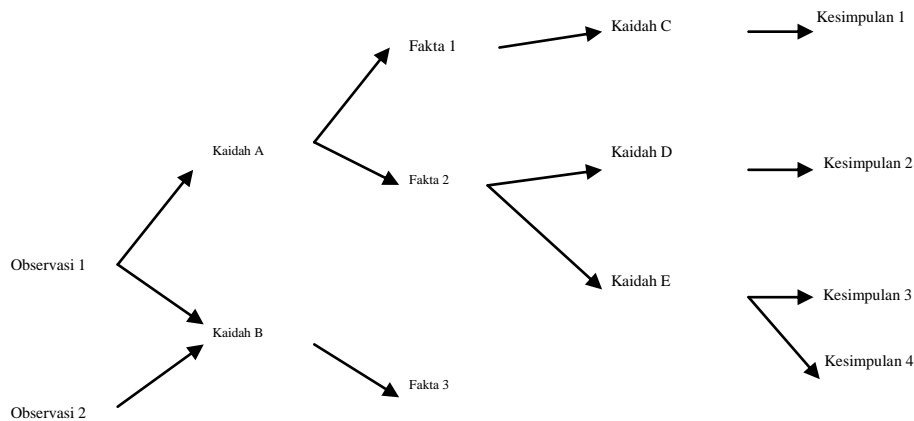 Observasi 1
Observasi 2
Kaidah A
Kaidah B
Fakta 1
Fakta 2
Fakta 3
Kaidah C
Kaidah D
Kaidah E
Kesimpulan 1
Kesimpulan 2
Kesimpulan 3
Kesimpulan 4